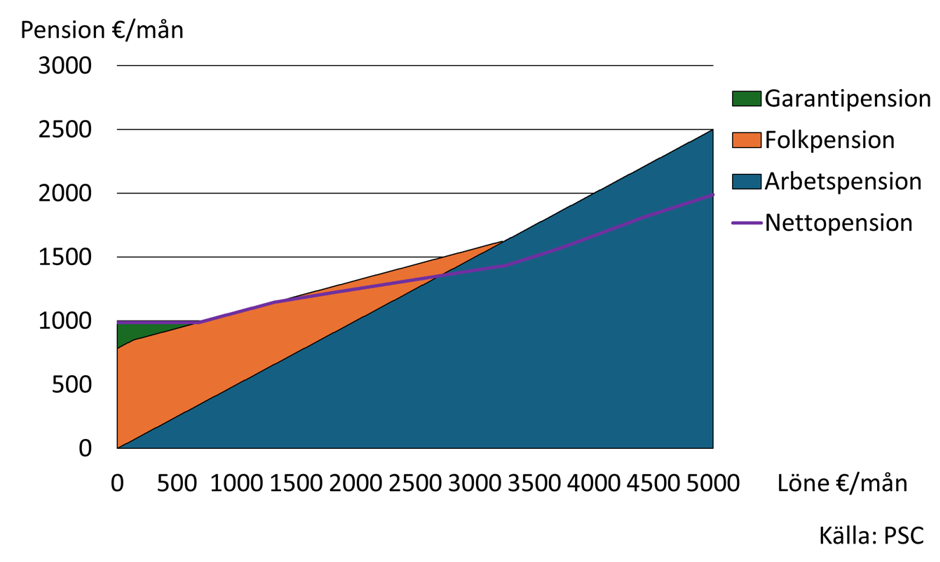 Pension €/mån
3000
2500
2000
1500
1000
500
0
0 500 1000 1500 2000 2500 3000 3500 4000 4500 5000
Löne €/mån
Garantipension
Folkpension
Arbetspension
Nettopension
Källa: PSC